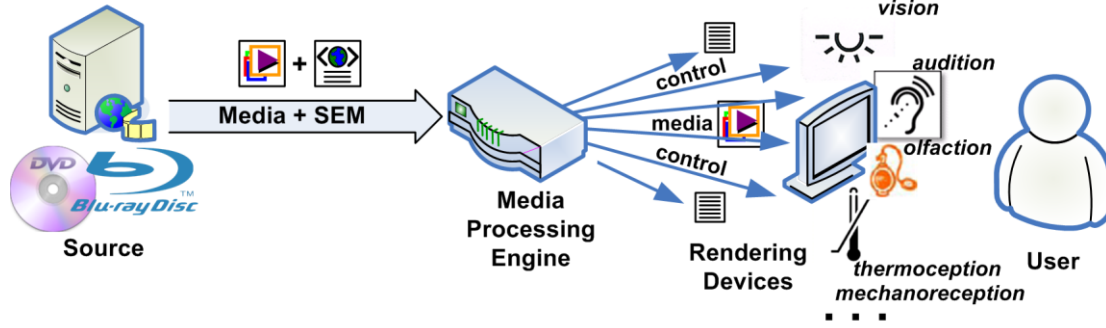 vision
+
Media + SEM
DVD
Blu-ray Disc
TM
Source
Media
Processing
Engine
control
media
control
Rendering
Devices
audition
olfaction
thermoception
mechanoreception
. . .
User